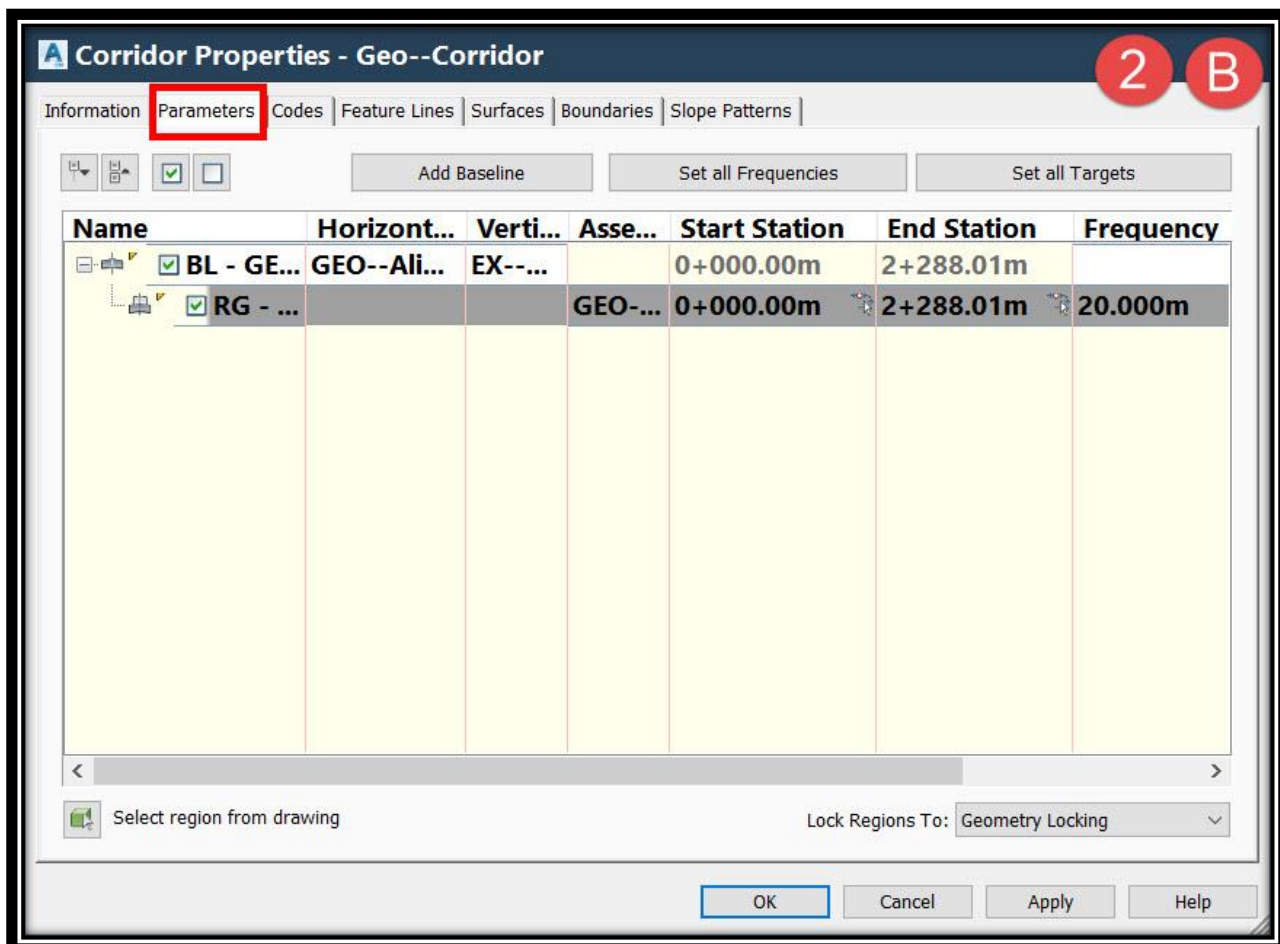 Corridor Properties - Geo--Corridor
2 B
Information Parameters Codes Feature Lines Surfaces Boundaries Slope Patterns
Add Baseline Set all Frequencies Set all Targets
Name Horizont... Verti... Asse... Start Station End Station Frequency
BL - GE... GEO--Ali... EX--... 0+000.00m 2+288.01m
RG - ... GEO-... 0+000.00m 2+288.01m 20.000m
Select region from drawing Lock Regions To: Geometry Locking
OK Cancel Apply Help